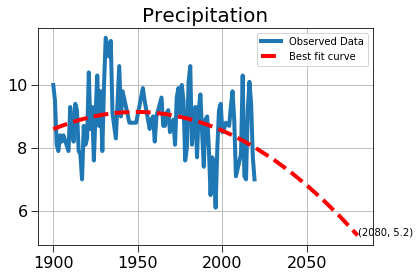 Precipitation
Observed Data
Best fit curve
10
8
6
(2080, 5.2)
1900
1950
2000
2050